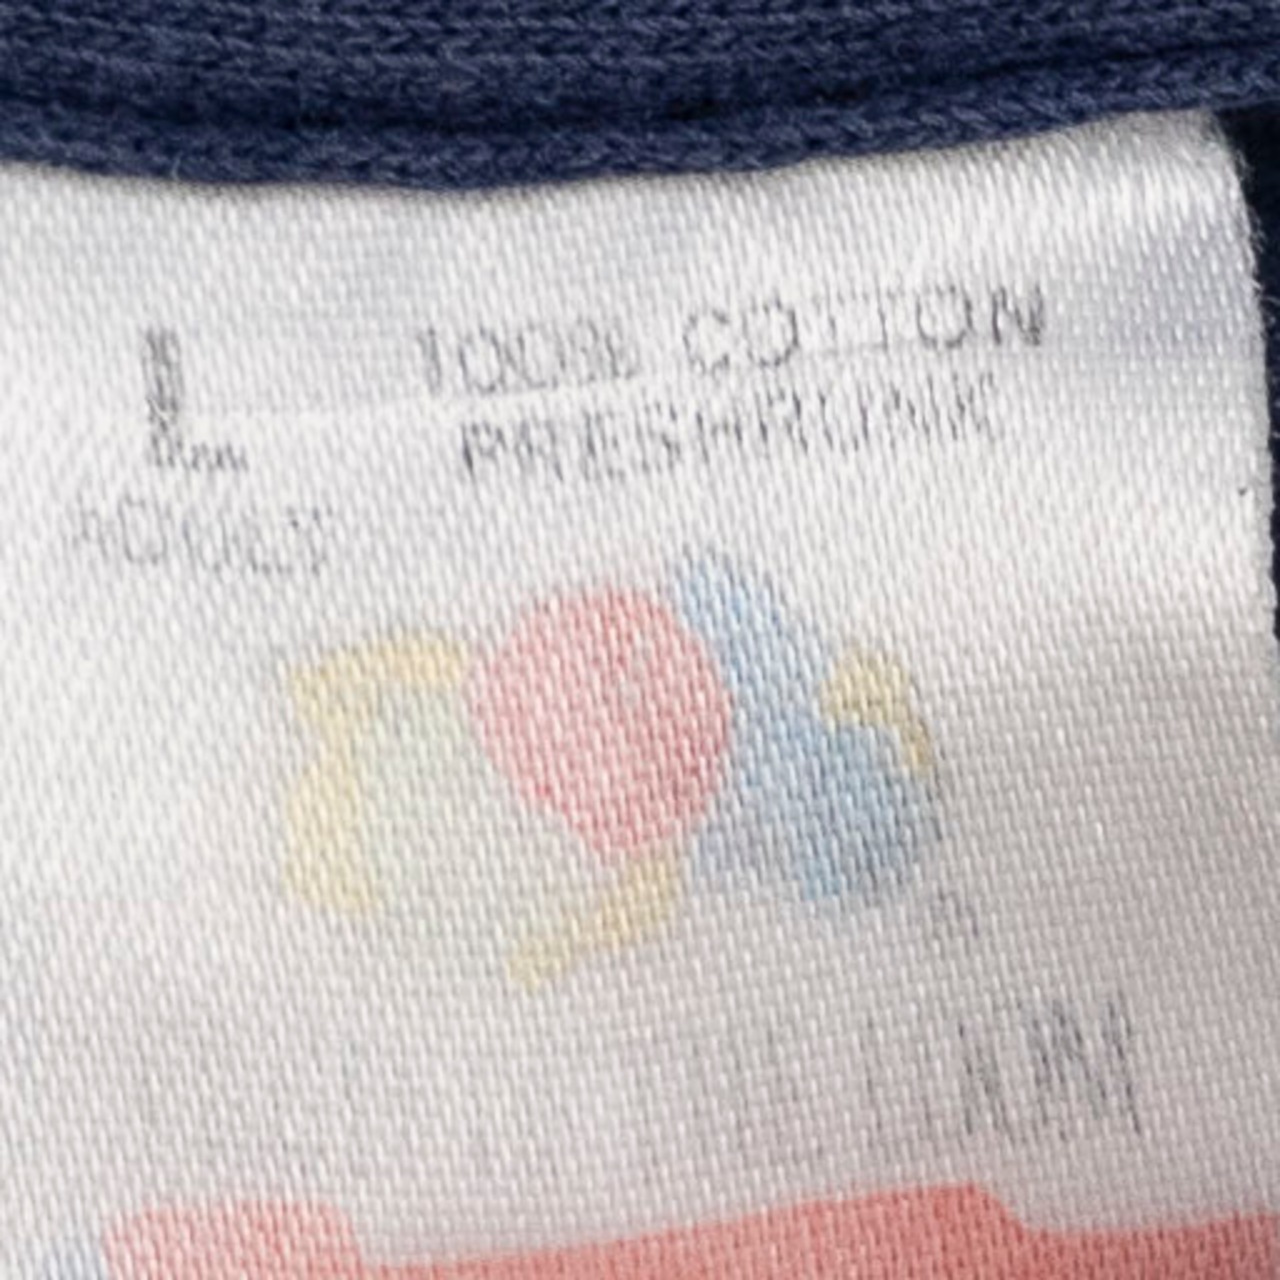 L
100% COTTON
PRESHRUNK
ADULT